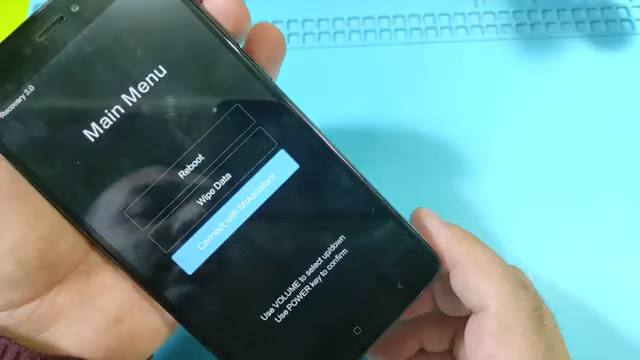 Recovery 3.0
Main Menu
Reboot
Wipe Data
Connect with MIAssistant
Use VOLUME to select up/down
Use POWER key to confirm